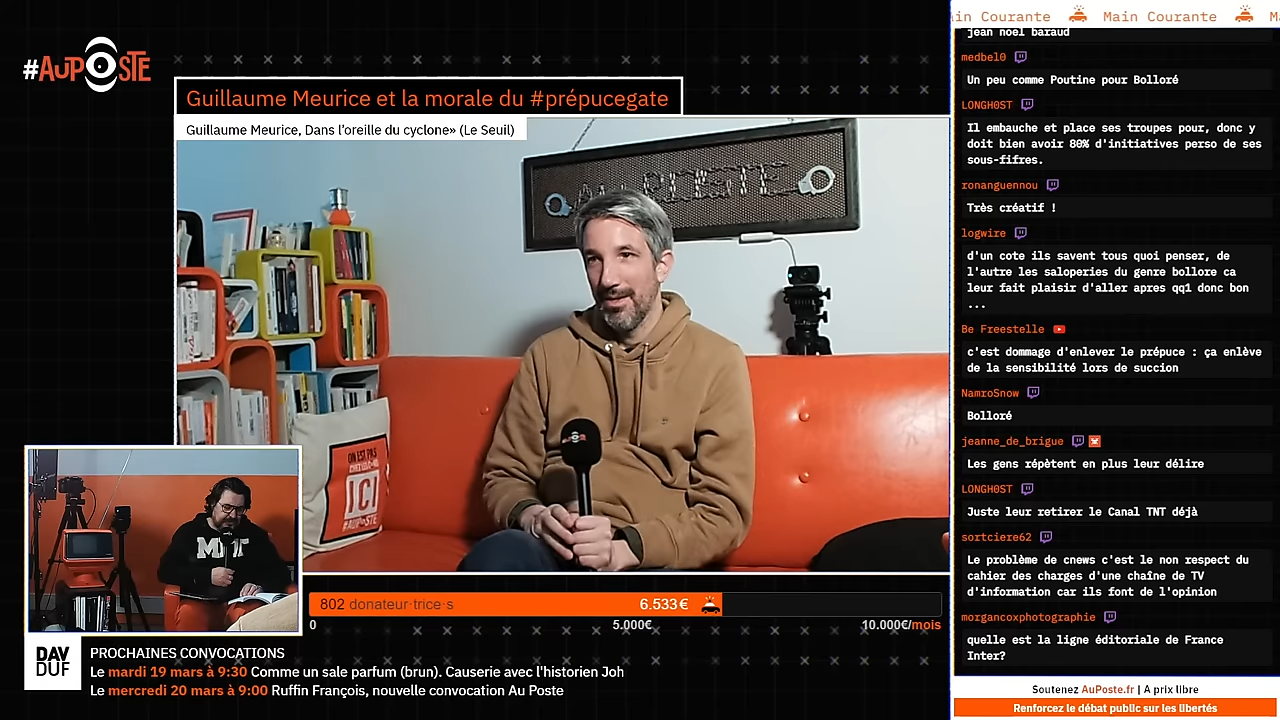 #AUPOSTE
Guillaume Meurice et la morale du #prépucegate
Guillaume Meurice, Dans l'oreille du cyclone» (Le Seuil)
AU POSTE
ON EST PAS
ICI
#AUPOSTE
MIT
802 donateur·trice·s
6.533€
0
5.000€
10.000€/mois
DAV
DUF
PROCHAINES CONVOCATIONS
Le mardi 19 mars à 9:30 Comme un sale parfum (brun). Causerie avec l'historien Joh
Le mercredi 20 mars à 9:00 Ruffin François, nouvelle convocation Au Poste
in Courante
Main Courante
jean noel baraud
medbel0
Un peu comme Poutine pour Bolloré
LONGH0ST
Il embauche et place ses troupes pour, donc y
doit bien avoir 80% d'initiatives perso de ses
sous-fifres.
ronanguennou
Très créatif !
logwire
d'un cote ils savent tous quoi penser, de
l'autre les saloperies du genre bollore ca
leur fait plaisir d'aller apres qq1 donc bon
...
Be Freestelle
c'est dommage d'enlever le prépuce : ça enlève
de la sensibilité lors de succion
NamroSnow
Bolloré
jeanne_de_brigue
Les gens répètent en plus leur délire
LONGH0ST
Juste leur retirer le Canal TNT déjà
sortciere62
Le problème de cnews c'est le non respect du
cahier des charges d'une chaîne de TV
d'information car ils font de l'opinion
morgancoxphotographie
quelle est la ligne éditoriale de France
Inter?
Soutenez AuPoste.fr | A prix libre
Renforcez le débat public sur les libertés